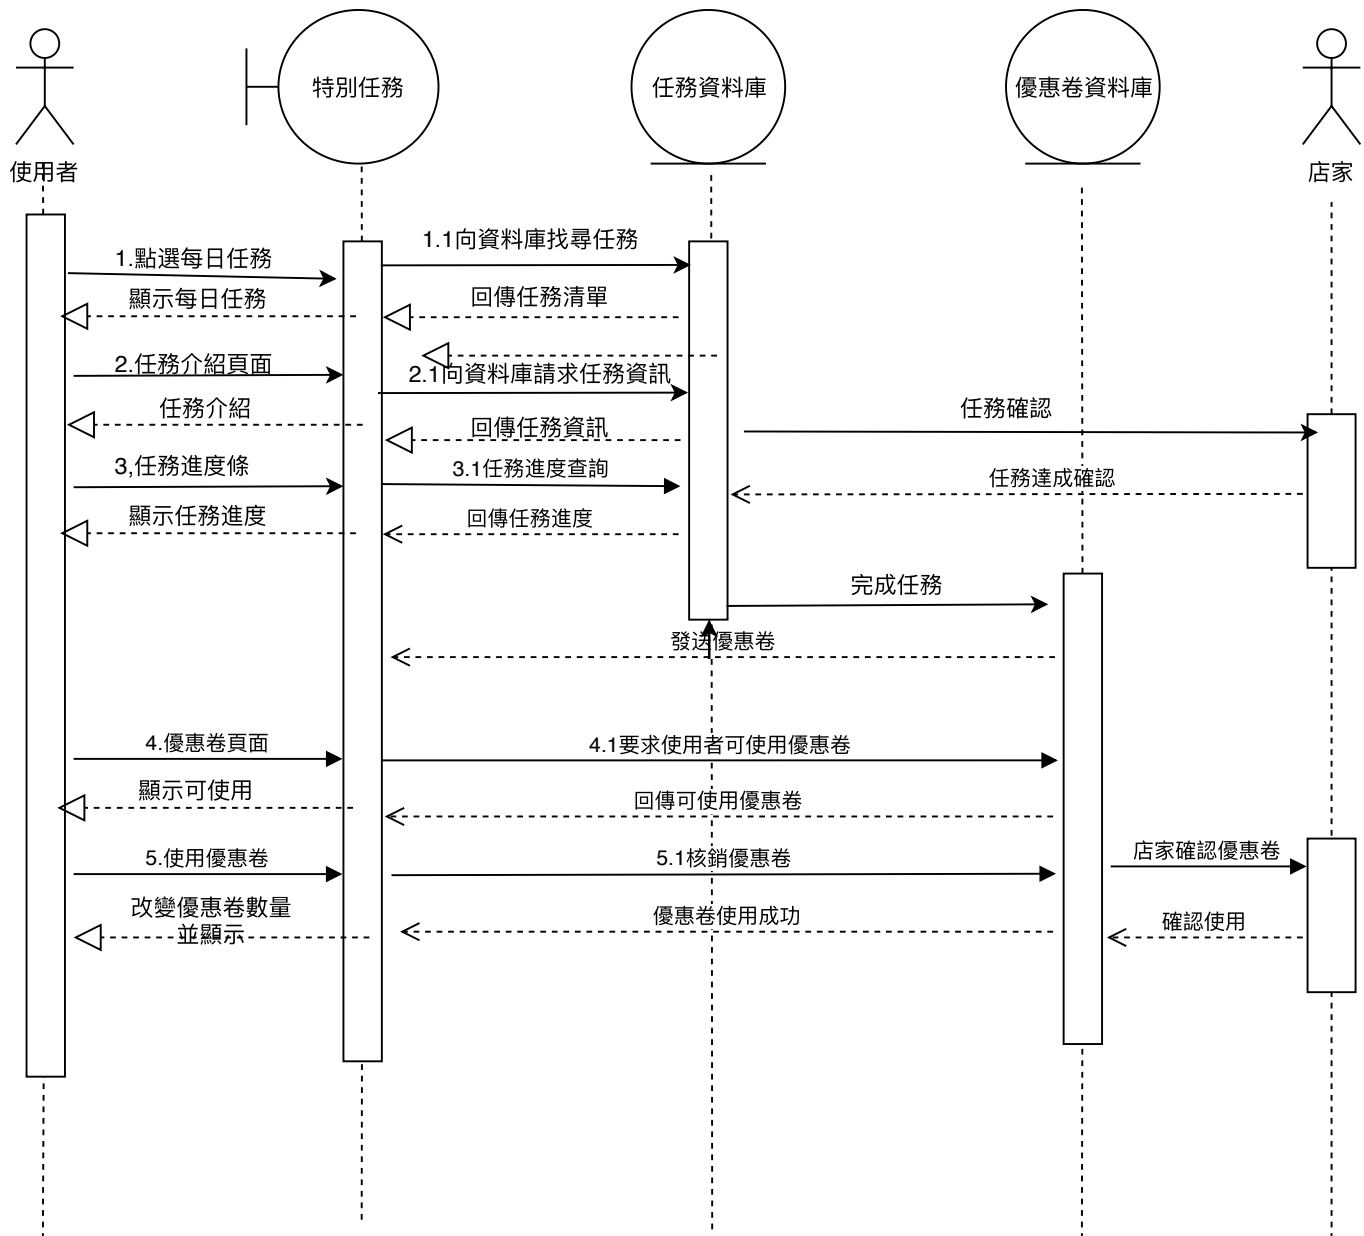 特別任務
任務資料庫
優惠卷資料庫
使用者
店家
1.點選每日任務
1.1向資料庫找尋任務
顯示每日任務
回傳任務清單
2.任務介紹頁面
2.1向資料庫請求任務資訊
任務介紹
回傳任務資訊
任務確認
3,任務進度條
3.1任務進度查詢
任務達成確認
顯示任務進度
回傳任務進度
完成任務
發送優惠卷
4.優惠卷頁面
4.1要求使用者可使用優惠卷
顯示可使用
回傳可使用優惠卷
5.使用優惠卷
5.1核銷優惠卷
店家確認優惠卷
改變優惠卷數量
並顯示
優惠卷使用成功
確認使用